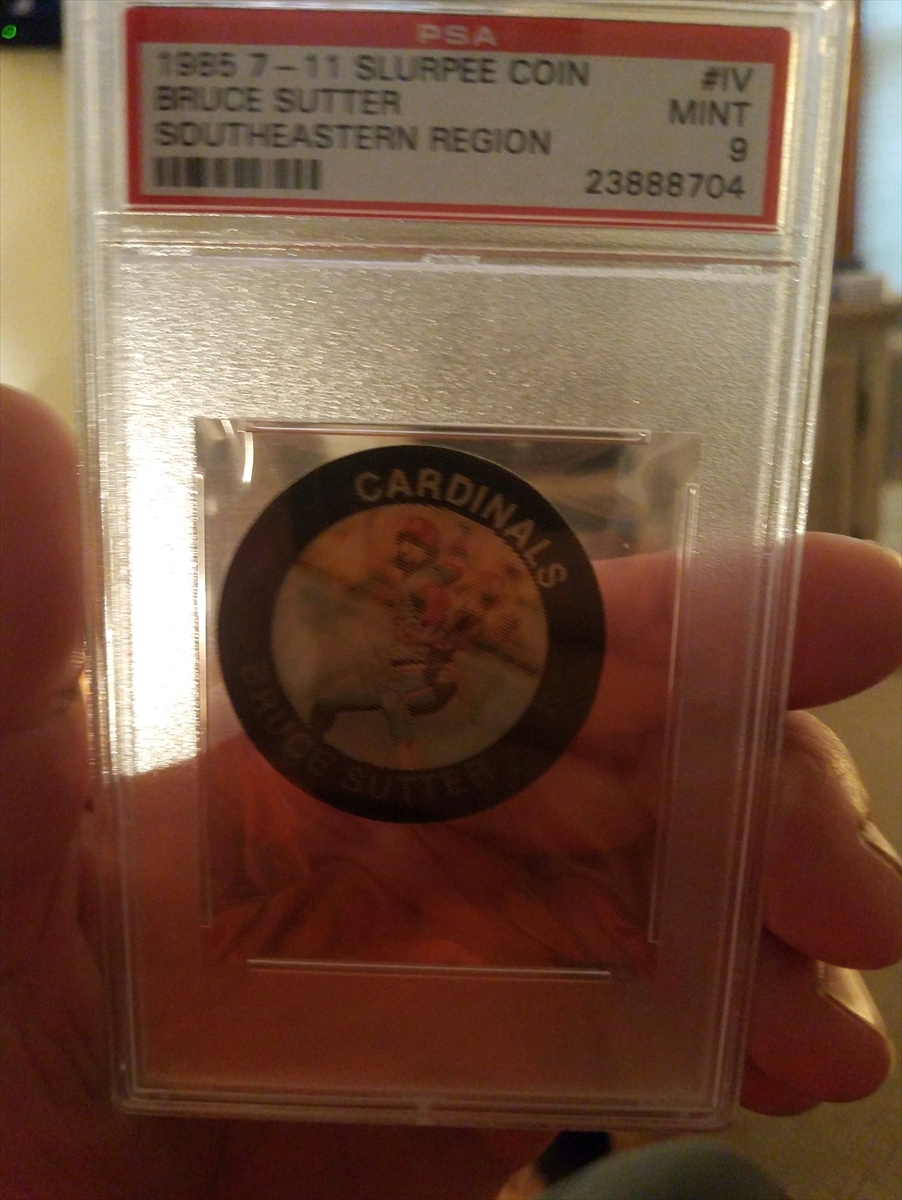 PSA
1985 7-11 SLURPEE COIN #IV
BRUCE SUTTER MINT
SOUTHEASTERN REGION 9
23888704
CARDINALS
BRUCE SUTTER